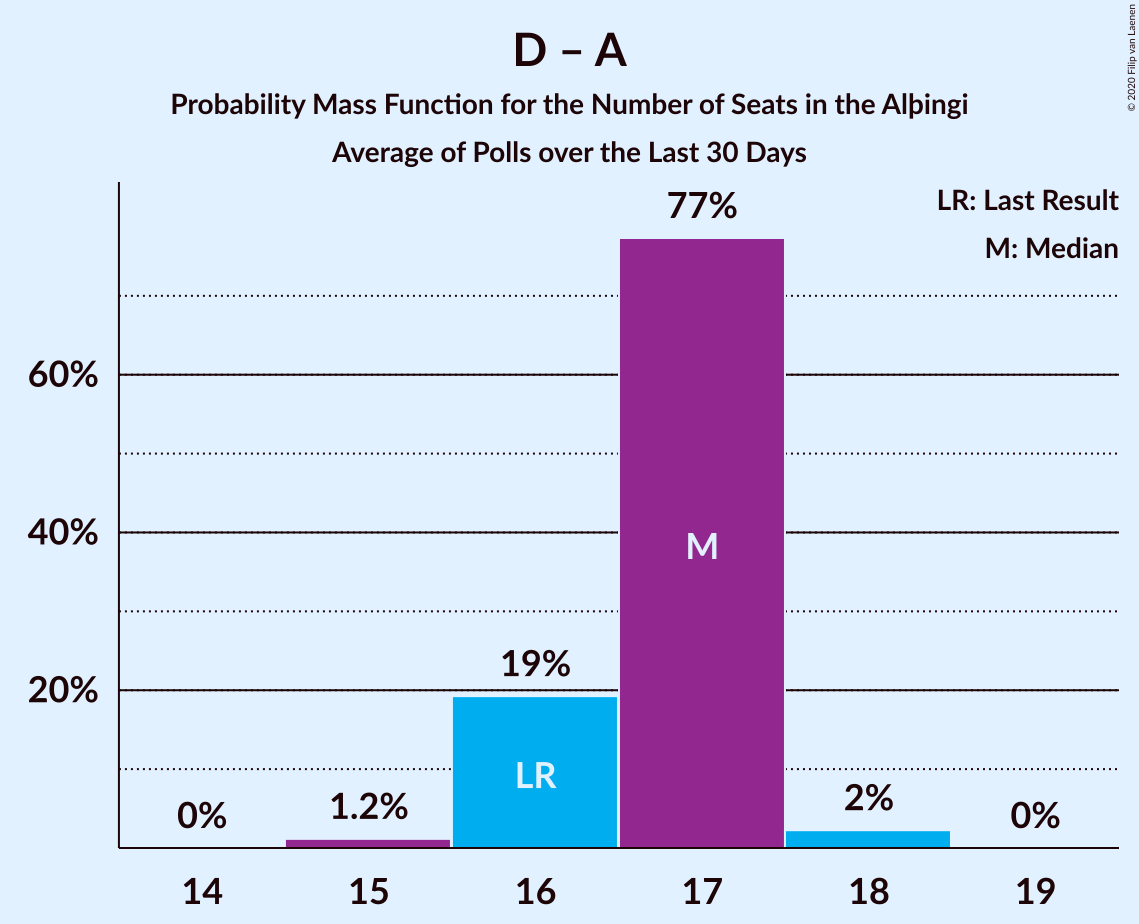 D – A
Probability Mass Function for the Number of Seats in the Alþingi
Average of Polls over the Last 30 Days
© 2020 Filip van Laenen
LR: Last Result
M: Median
77%
60%
40%
20%
M
19%
LR
0%
1.2%
2%
0%
14
15
16
17
18
19